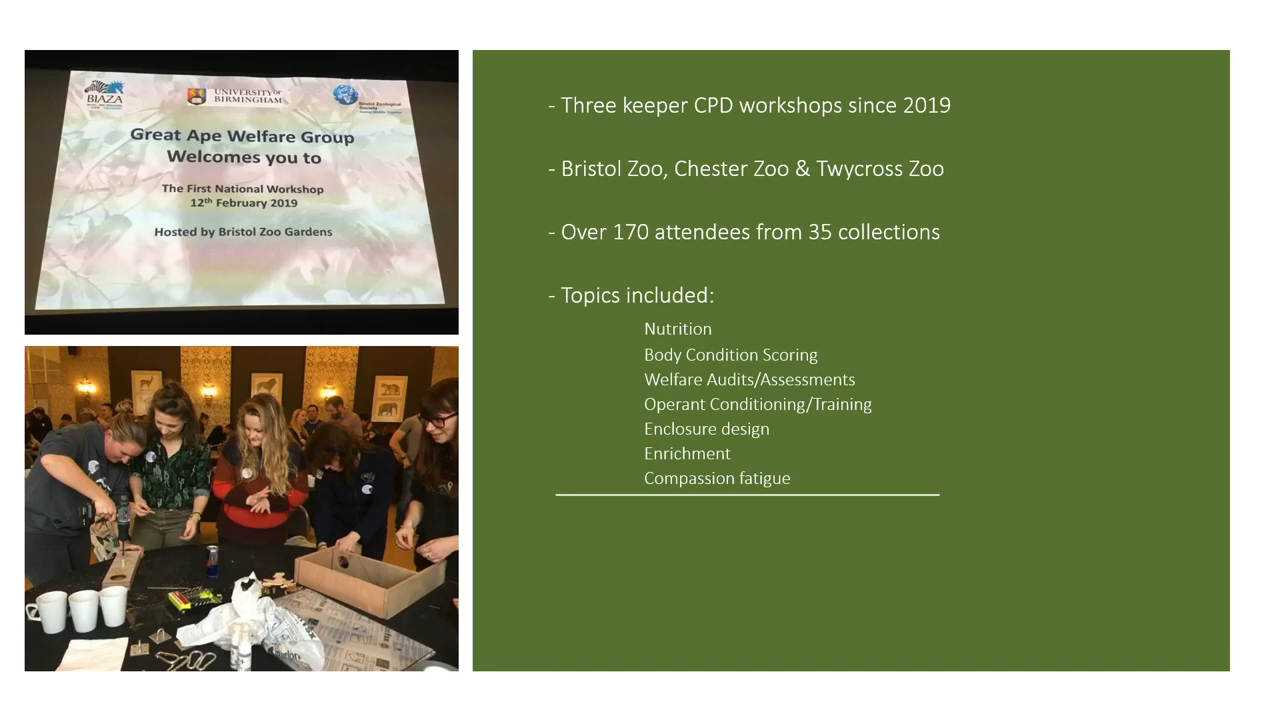 BIAZA
UNIVERSITY OF
BIRMINGHAM
Bristol Zoological
Society
Great Ape Welfare Group
Welcomes you to
The First National Workshop
12th February 2019
Hosted by Bristol Zoo Gardens
- Three keeper CPD workshops since 2019
- Bristol Zoo, Chester Zoo & Twycross Zoo
- Over 170 attendees from 35 collections
- Topics included:
Nutrition
Body Condition Scoring
Welfare Audits/Assessments
Operant Conditioning/Training
Enclosure design
Enrichment
Compassion fatigue